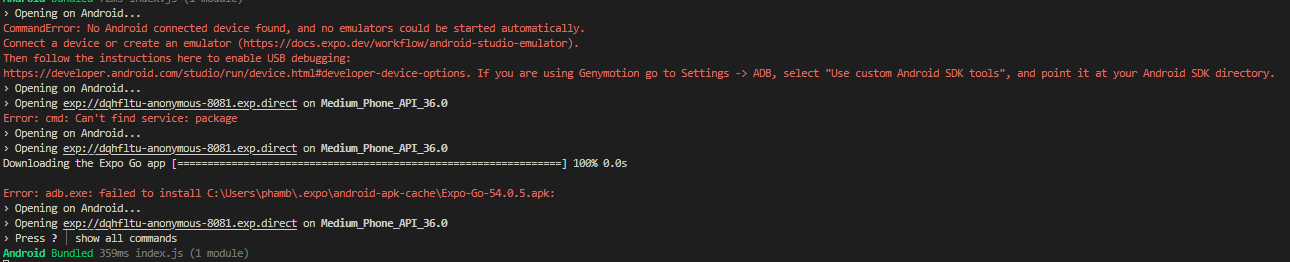 Android Bundled 72ms index.js (1 module)
› Opening on Android...
CommandError: No Android connected device found, and no emulators could be started automatically.
Connect a device or create an emulator (https://docs.expo.dev/workflow/android-studio-emulator).
Then follow the instructions here to enable USB debugging:
https://developer.android.com/studio/run/device.html#developer-device-options. If you are using Genymotion go to Settings -> ADB, select "Use custom Android SDK tools", and point it at your Android SDK directory.
› Opening on Android...
› Opening exp://dqhfltu-anonymous-8081.exp.direct on Medium_Phone_API_36.0
Error: cmd: Can't find service: package
› Opening on Android...
› Opening exp://dqhfltu-anonymous-8081.exp.direct on Medium_Phone_API_36.0
Downloading the Expo Go app [================================================================] 100% 0.0s
Error: adb.exe: failed to install C:\Users\phamb\.expo\android-apk-cache\Expo-Go-54.0.5.apk:
› Opening on Android...
› Opening exp://dqhfltu-anonymous-8081.exp.direct on Medium_Phone_API_36.0
› Press ? │ show all commands
Android Bundled 359ms index.js (1 module)